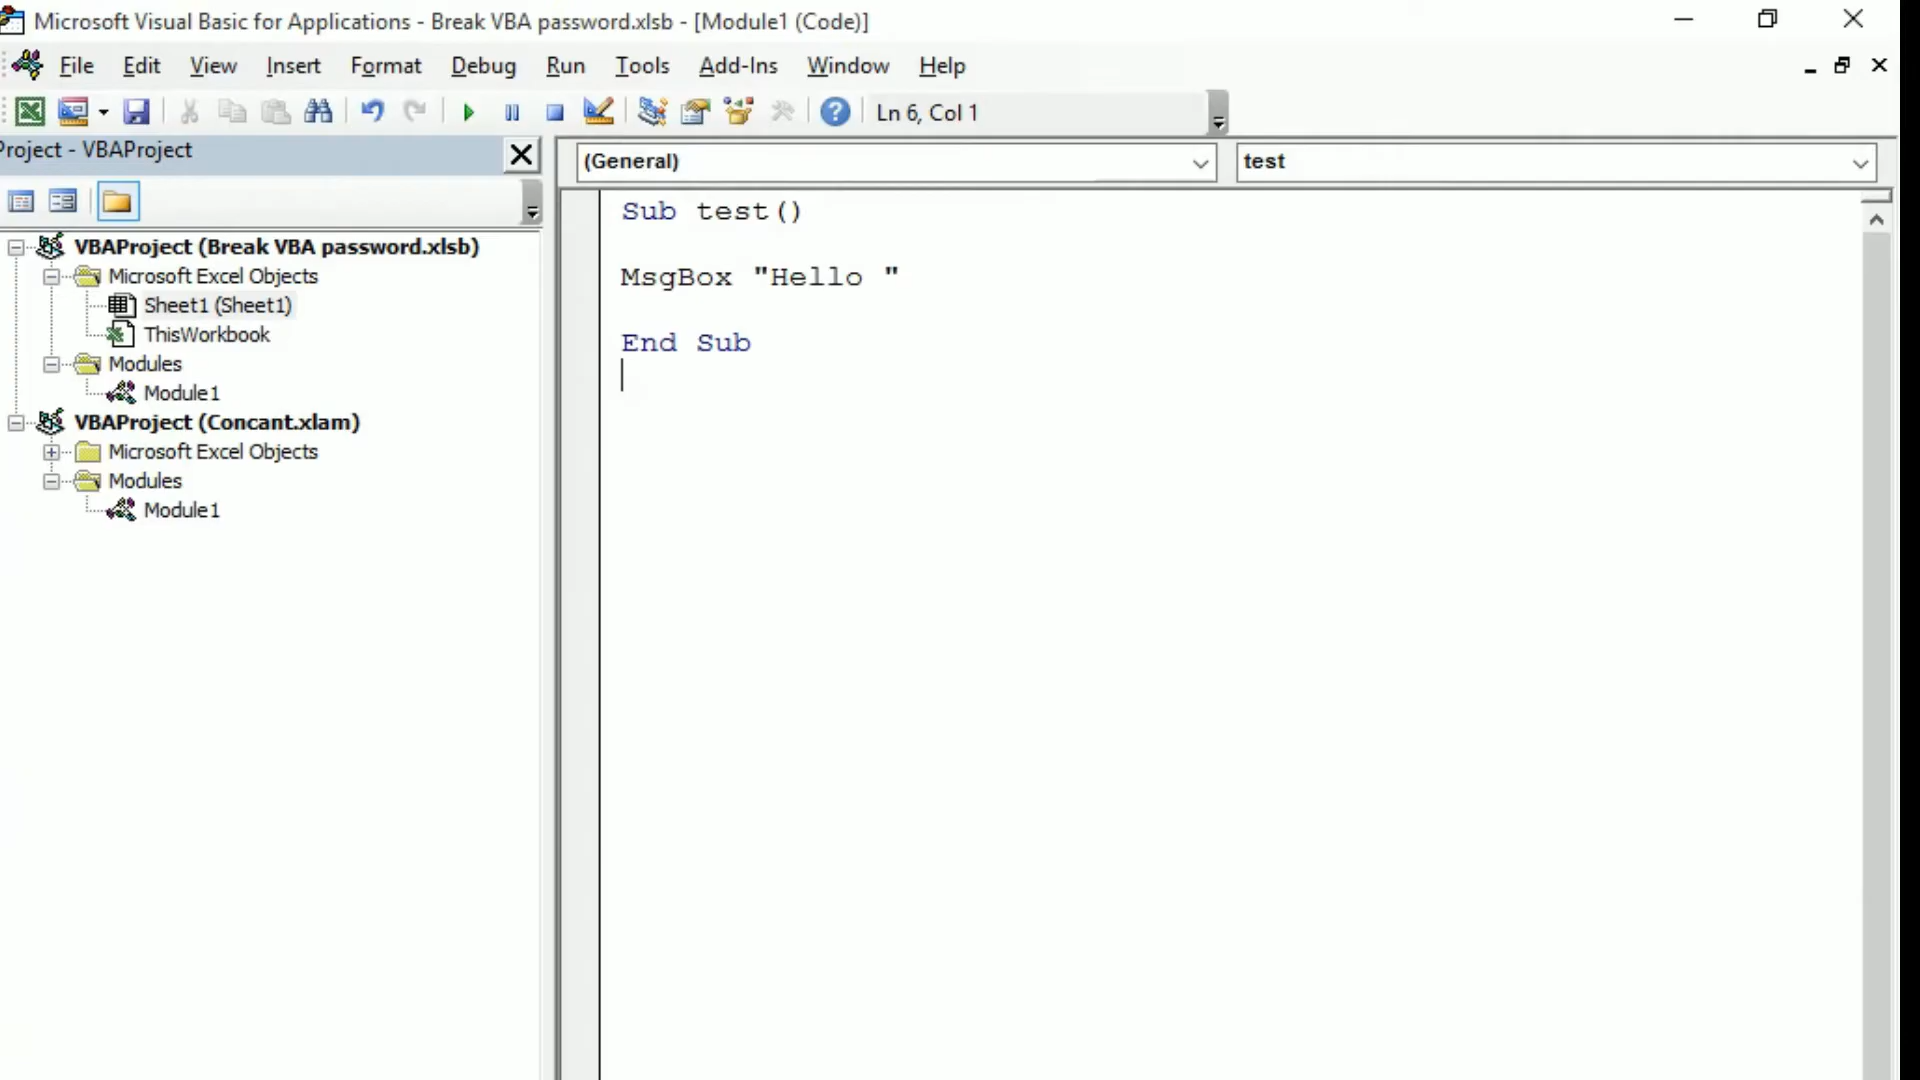 Microsoft Visual Basic for Applications - Break VBA password.xlsb - [Module1 (Code)]
File Edit View Insert Format Debug Run Tools Add-Ins Window Help
Ln 6, Col 1
Project - VBAProject
(General)
test
VBAProject (Break VBA password.xlsb)
Microsoft Excel Objects
Sheet1 (Sheet1)
ThisWorkbook
Modules
Module1
VBAProject (Concant.xlam)
Microsoft Excel Objects
Modules
Module1
Sub test()
MsgBox "Hello "
End Sub